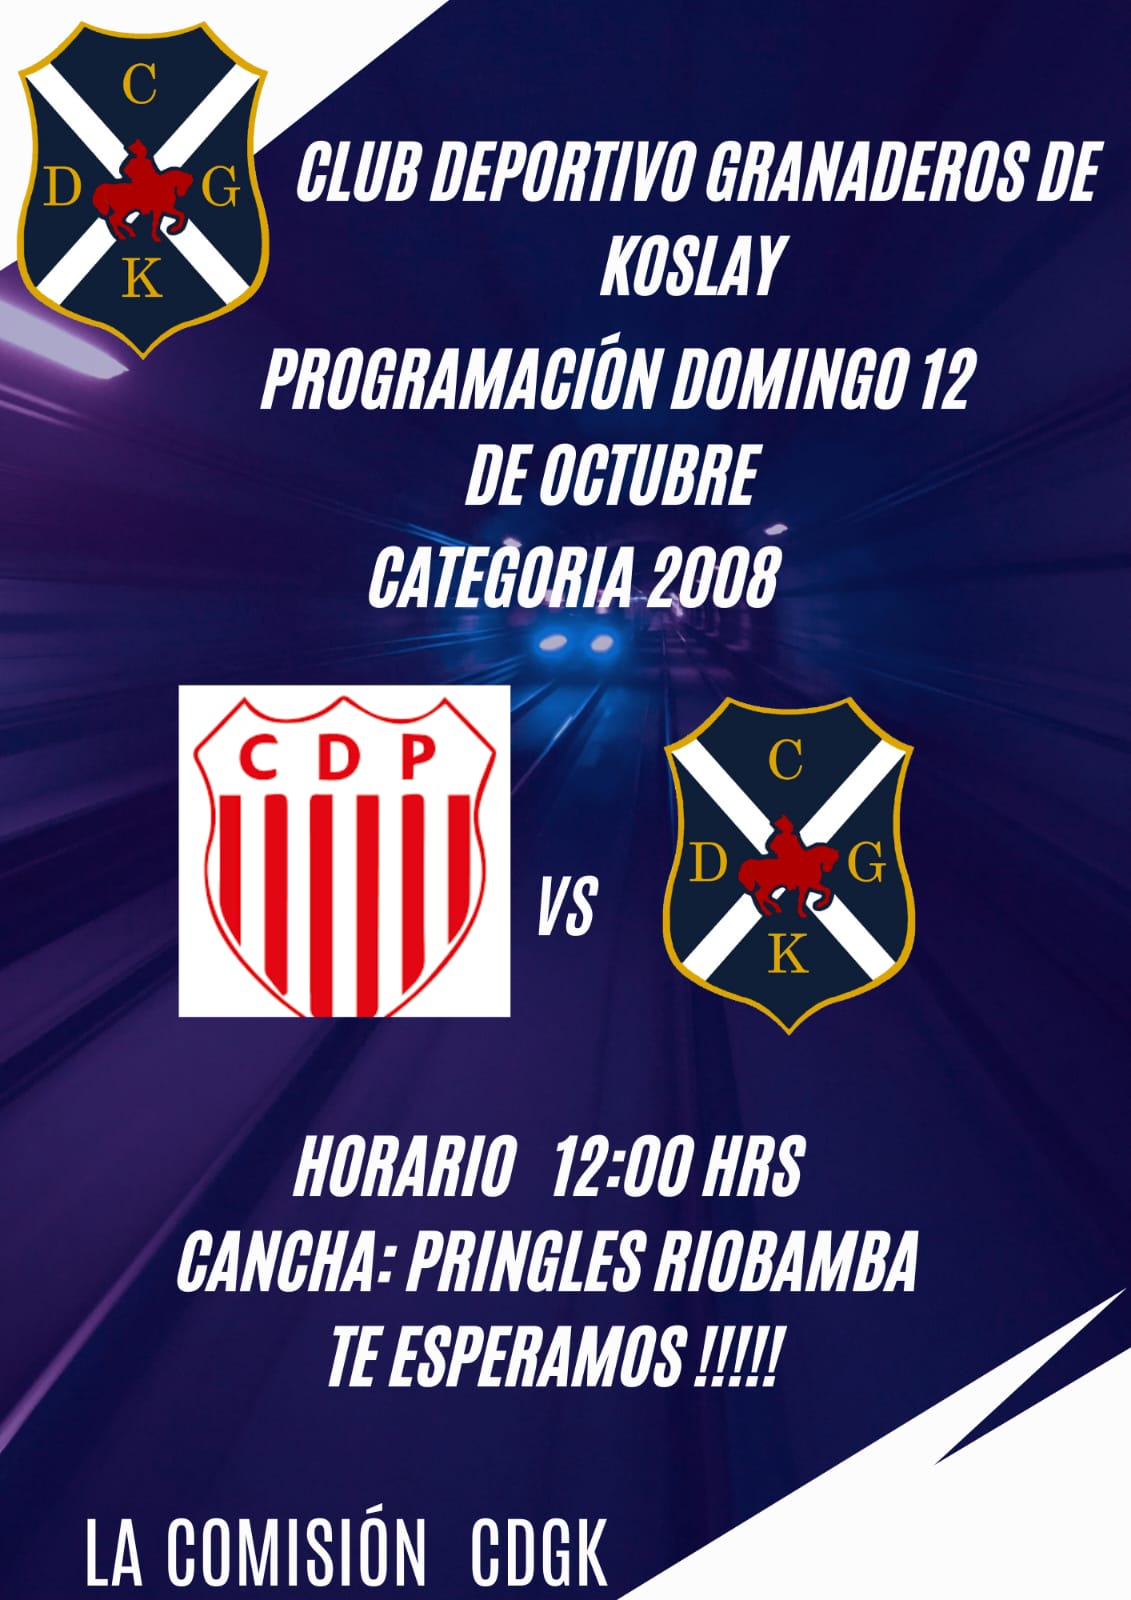 C
D G
K
CLUB DEPORTIVO GRANADEROS DE
KOSLAY
PROGRAMACIÓN DOMINGO 12
DE OCTUBRE
CATEGORIA 2008
C D P
VS
C
D G
K
HORARIO 12:00 HRS
CANCHA: PRINGLES RIOBAMBA
TE ESPERAMOS !!!!!
LA COMISIÓN CDGK